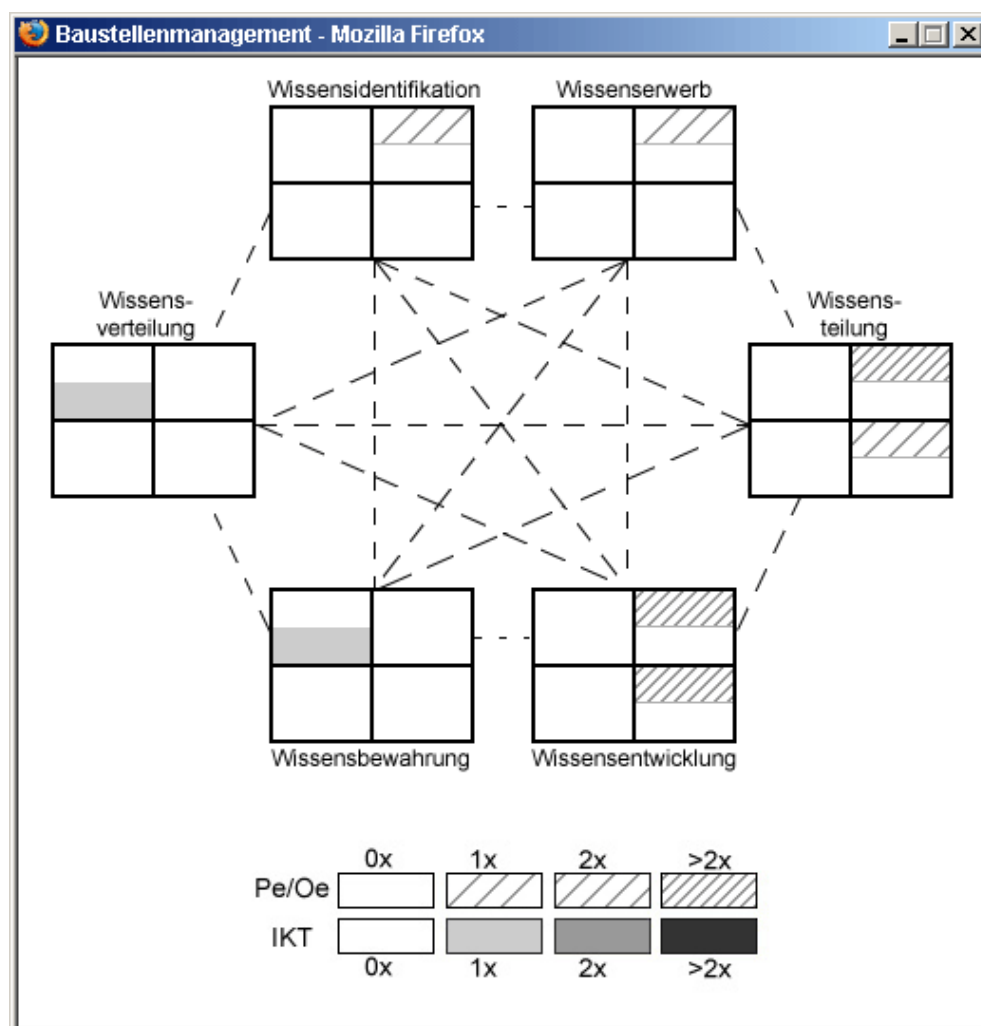 Baustellenmanagement - Mozilla Firefox
Wissensidentifikation
Wissenserwerb
Wissens-
verteilung
Wissens-
teilung
Wissensbewahrung
Wissensentwicklung
0x 1x 2x >2x
Pe/Oe
IKT
0x 1x 2x >2x